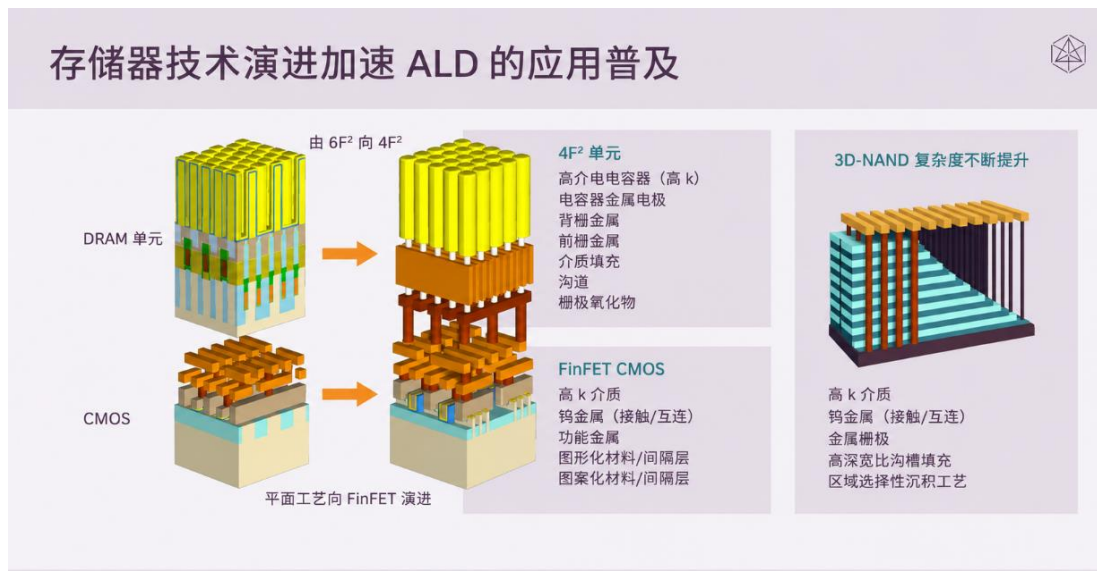 存储器技术演进加速 ALD 的应用普及
由 6F² 向 4F²
DRAM 单元
CMOS
平面工艺向 FinFET 演进
4F² 单元
高介电电容器（高 k）
电容器金属电极
背栅金属
前栅金属
介质填充
沟道
栅极氧化物
FinFET CMOS
高 k 介质
钨金属（接触/互连）
功能金属
图形化材料/间隔层
图案化材料/间隔层
3D-NAND 复杂度不断提升
高 k 介质
钨金属（接触/互连）
金属栅极
高深宽比沟槽填充
区域选择性沉积工艺